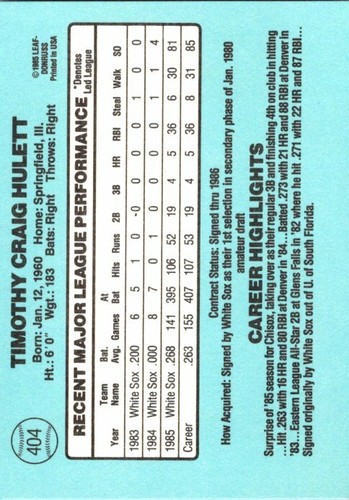 404
TIMOTHY CRAIG HULETT
Born: Jan. 12, 1960 Home: Springfield, Ill.
Ht.: 6' 0" Wgt.: 183 Bats: Right Throws: Right
©1985 LEAF-
DONRUSS
Printed in USA
RECENT MAJOR LEAGUE PERFORMANCE *Denotes
Led League
Team Bat. At
Year Name Avg. Games Bat Hits Runs 2B 3B HR RBI Steal Walk SO
1983 White Sox .200 6 5 1 0 -0 0 0 0 1 0 0
1984 White Sox .000 8 7 0 1 0 0 0 0 1 1 4
1985 White Sox .268 141 395 106 52 19 4 5 36 6 30 81
Career .263 155 407 107 53 19 4 5 36 8 31 85
Contract Status: Signed thru 1986
How Acquired: Signed by White Sox as their 1st selection in secondary phase of Jan. 1980
amateur draft
CAREER HIGHLIGHTS
Surprise of '85 season for Chisox, taking over as their regular 3B and finishing 4th on club in hitting
...Hit .263 with 16 HR and 80 RBI at Denver in '84...Batted .273 with 21 HR and 88 RBI at Denver in
'83...Eastern League All-Star 2B at Glens Falls in '82 where he hit .271 with 22 HR and 87 RBI...
Signed originally by White Sox out of U. of South Florida.